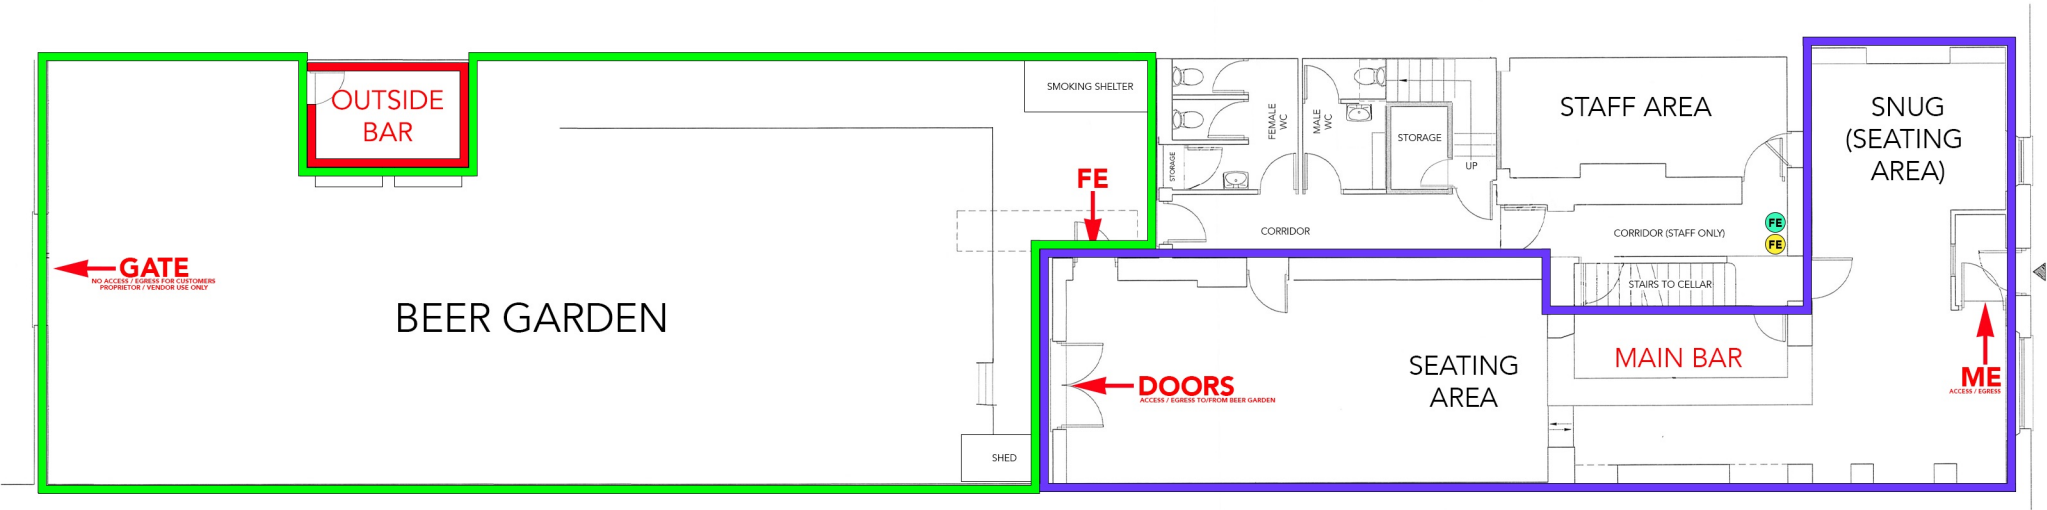 OUTSIDE
BAR
SMOKING SHELTER
FE
GATE
NO ACCESS / EGRESS FOR CUSTOMERS
PROPRIETOR / VENDOR USE ONLY
BEER GARDEN
SHED
STORAGE
FEMALE
WC
MALE
WC
STORAGE
UP
CORRIDOR
STAFF AREA
CORRIDOR (STAFF ONLY)
FE
FE
STAIRS TO CELLAR
SNUG
(SEATING
AREA)
DOORS
ACCESS / EGRESS TO/FROM BEER GARDEN
SEATING
AREA
MAIN BAR
ME
ACCESS / EGRESS